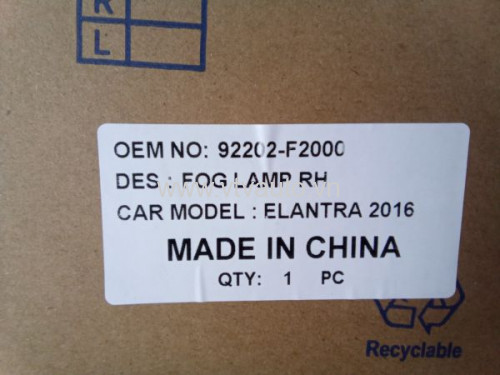 R
L
OEM NO: 92202-F2000
DES : FOG LAMP RH
CAR MODEL : ELANTRA 2016
MADE IN CHINA
QTY: 1 PC
Recyclable